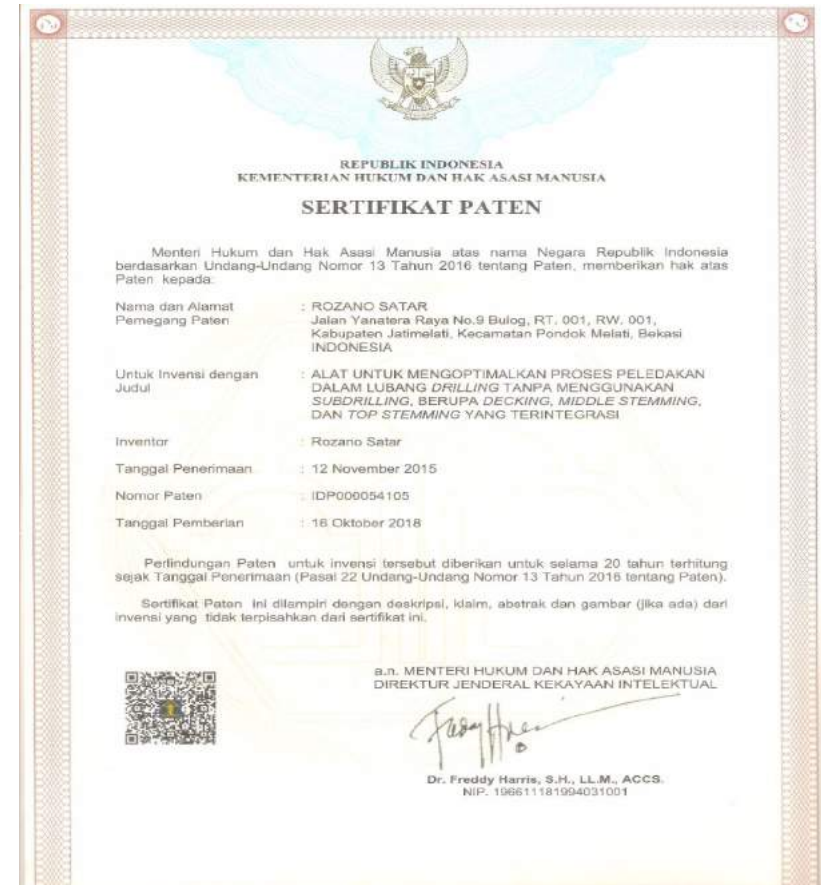 REPUBLIK INDONESIA
KEMENTERIAN HUKUM DAN HAK ASASI MANUSIA
SERTIFIKAT PATEN
Menteri Hukum dan Hak Asasi Manusia atas nama Negara Republik Indonesia
berdasarkan Undang-Undang Nomor 13 Tahun 2016 tentang Paten, memberikan hak atas
Paten kepada:
Nama dan Alamat : ROZANO SATAR
Pemegang Paten Jalan Yanatera Raya No.9 Bulog, RT. 001, RW. 001,
Kabupaten Jatimelati, Kecamatan Pondok Melati, Bekasi
INDONESIA
Untuk Invensi dengan : ALAT UNTUK MENGOPTIMALKAN PROSES PELEDAKAN
Judul DALAM LUBANG DRILLING TANPA MENGGUNAKAN
SUBDRILLING, BERUPA DECKING, MIDDLE STEMMING,
DAN TOP STEMMING YANG TERINTEGRASI
Inventor : Rozano Satar
Tanggal Penerimaan : 12 November 2015
Nomor Paten : IDP000054105
Tanggal Pemberian : 16 Oktober 2018
Perlindungan Paten untuk invensi tersebut diberikan untuk selama 20 tahun terhitung
sejak Tanggal Penerimaan (Pasal 22 Undang-Undang Nomor 13 Tahun 2016 tentang Paten).
Sertifikat Paten ini dilampiri dengan deskripsi, klaim, abstrak dan gambar (jika ada) dari
invensi yang tidak terpisahkan dari sertifikat ini.
a.n. MENTERI HUKUM DAN HAK ASASI MANUSIA
DIREKTUR JENDERAL KEKAYAAN INTELEKTUAL
Dr. Freddy Harris, S.H., LL.M., ACCS.
NIP. 196611181994031001